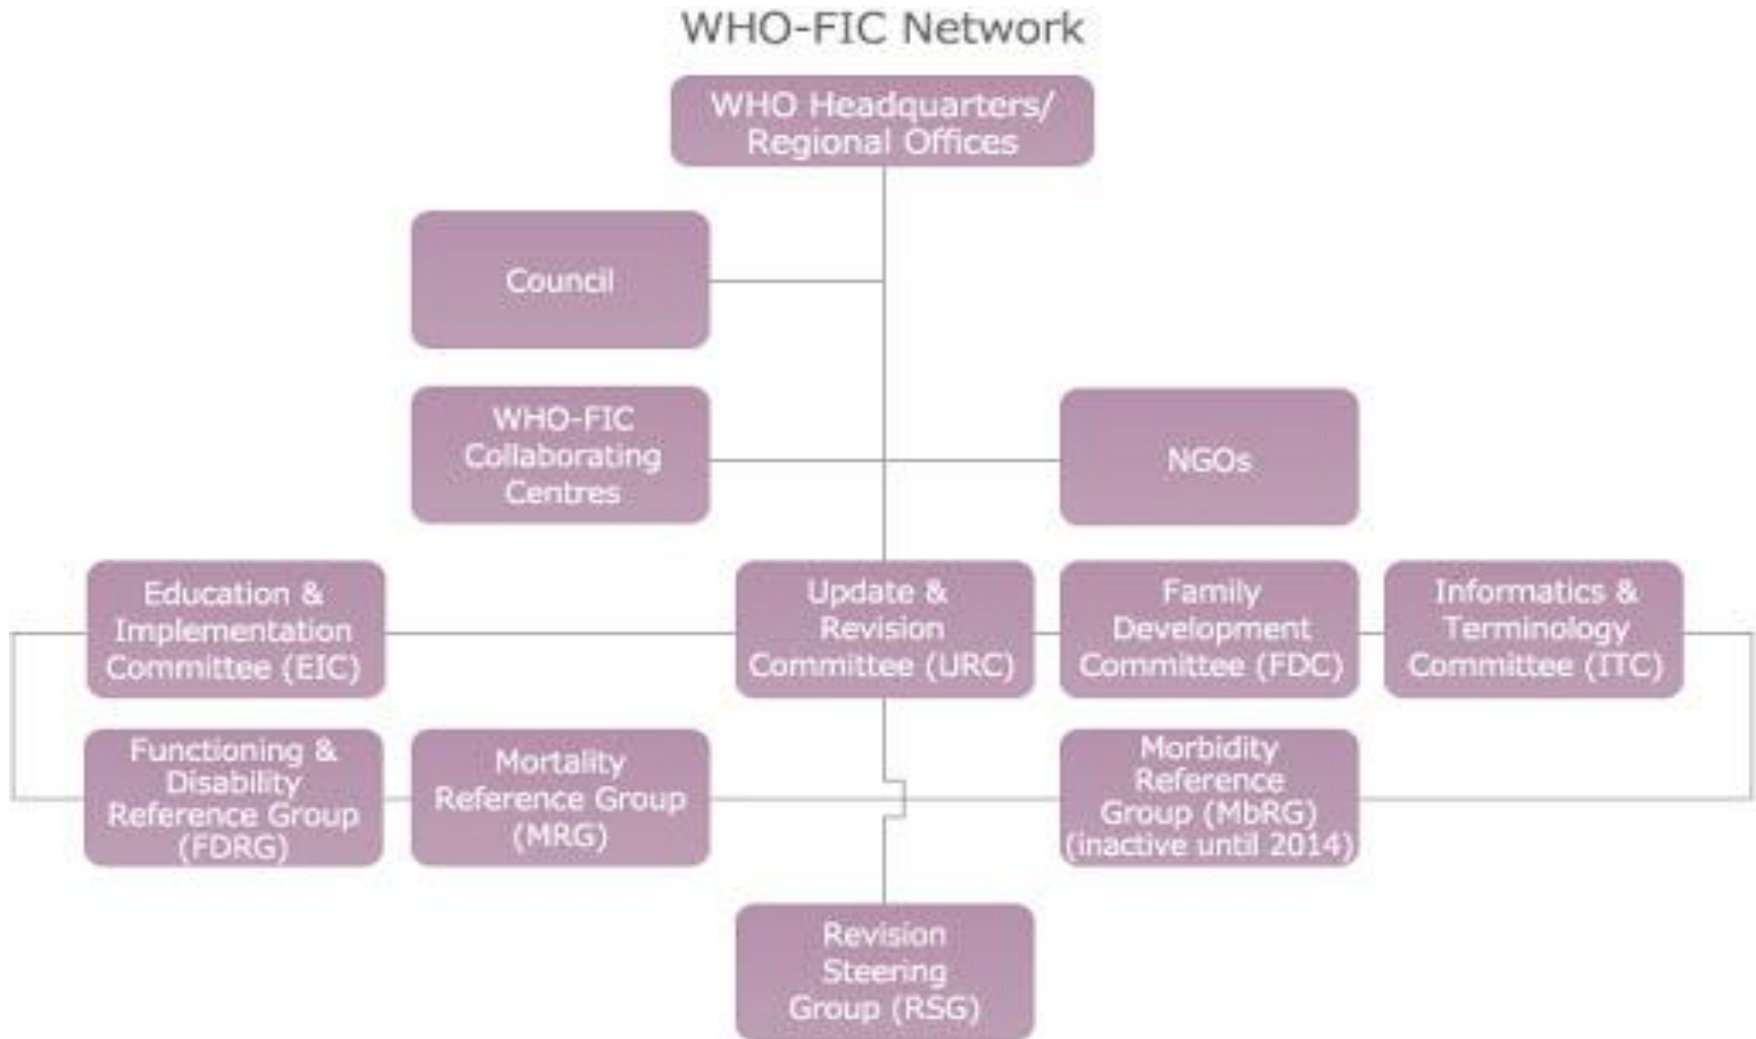 WHO-FIC Network
WHO Headquarters/
Regional Offices
Council
WHO-FIC
Collaborating
Centres
NGOs
Education &
Implementation
Committee (EIC)
Update &
Revision
Committee (URC)
Family
Development
Committee (FDC)
Informatics &
Terminology
Committee (ITC)
Functioning &
Disability
Reference Group
(FDRG)
Mortality
Reference Group
(MRG)
Morbidity
Reference
Group (MbRG)
(inactive until 2014)
Revision
Steering
Group (RSG)